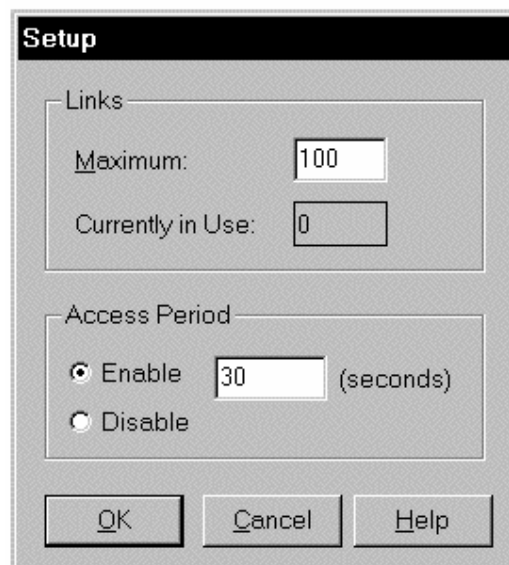 Setup
Links
Maximum: 100
Currently in Use: 0
Access Period
Enable 30 (seconds)
Disable
OK Cancel Help